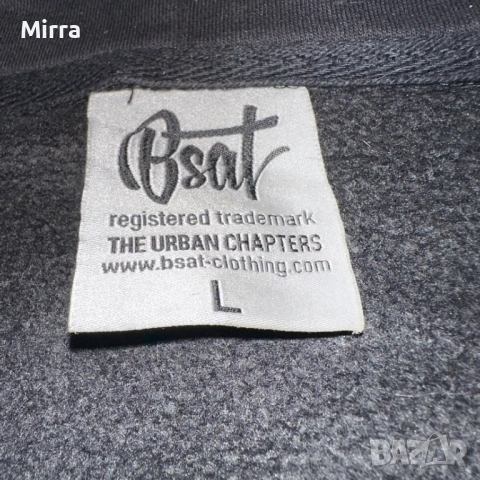 Mirra
Bsat
registered trademark
THE URBAN CHAPTERS
www.bsat-clothing.com
L
BAZAR